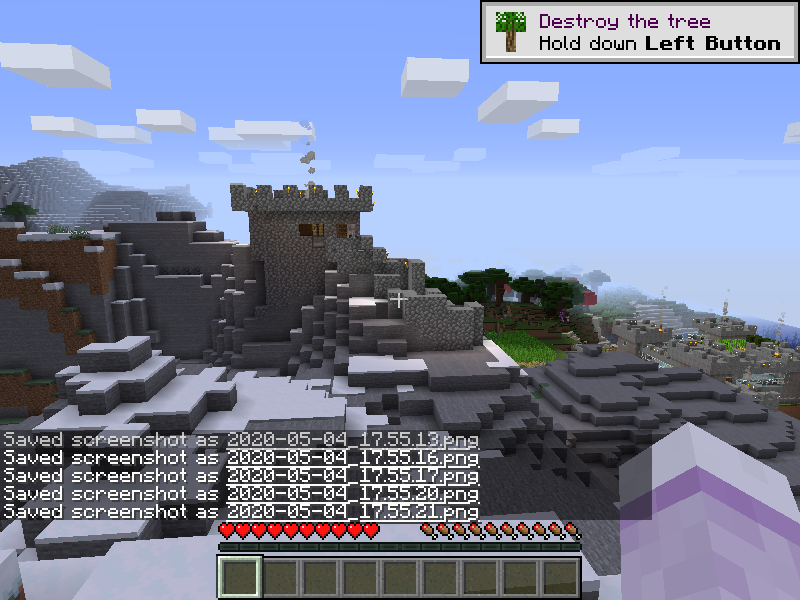 Destroy the tree
Hold down Left Button
Saved screenshot as 2020-05-04_17.55.13.png
Saved screenshot as 2020-05-04_17.55.16.png
Saved screenshot as 2020-05-04_17.55.17.png
Saved screenshot as 2020-05-04_17.55.20.png
Saved screenshot as 2020-05-04_17.55.21.png